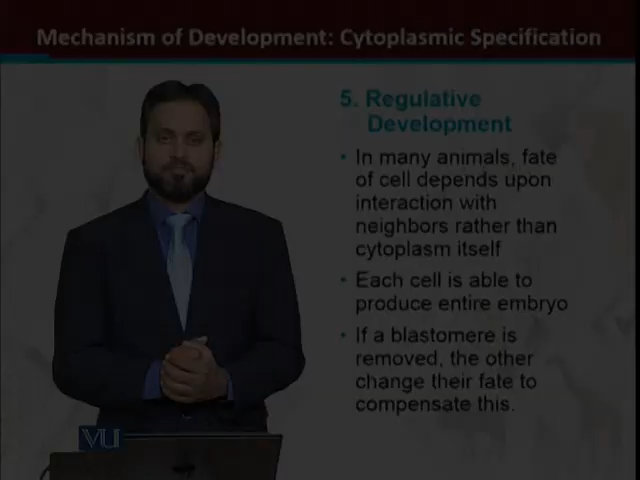 Mechanism of Development: Cytoplasmic Specification
5. Regulative
Development
• In many animals, fate
of cell depends upon
interaction with
neighbors rather than
cytoplasm itself
• Each cell is able to
produce entire embryo
• If a blastomere is
removed, the other
change their fate to
compensate this.
VU